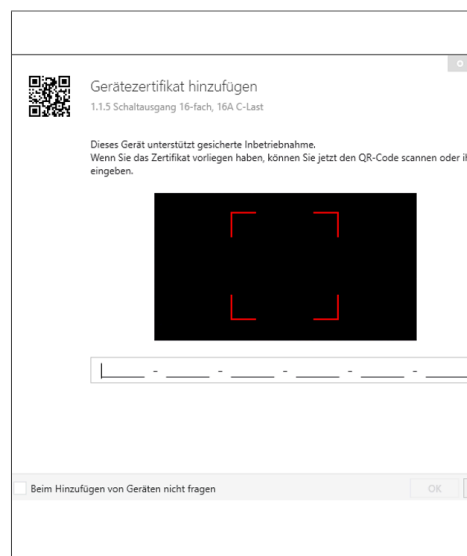 Gerätezertifikat hinzufügen
1.1.5 Schaltausgang 16-fach, 16A C-Last
Dieses Gerät unterstützt gesicherte Inbetriebnahme.
Wenn Sie das Zertifikat vorliegen haben, können Sie jetzt den QR-Code scannen oder
eingeben.
Beim Hinzufügen von Geräten nicht fragen
OK